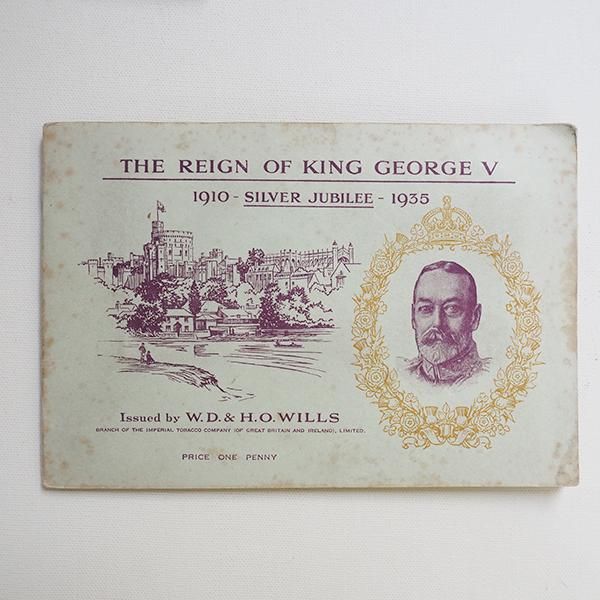 THE REIGN OF KING GEORGE V
1910 - SILVER JUBILEE - 1935
Issued by W.D. & H.O. WILLS
BRANCH OF THE IMPERIAL TOBACCO COMPANY (OF GREAT BRITAIN AND IRELAND), LIMITED.
PRICE ONE PENNY